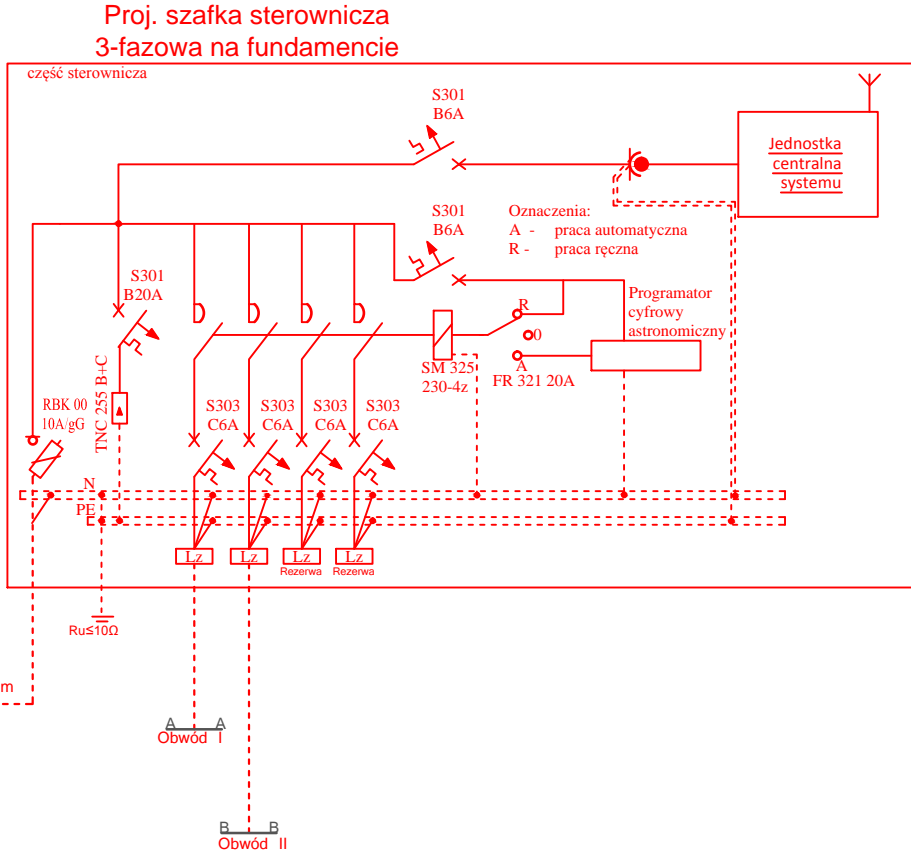 Proj. szafka sterownicza
3-fazowa na fundamencie
część sterownicza
S301
B6A
Jednostka
centralna
systemu
S301
B6A
Oznaczenia:
A - praca automatyczna
R - praca ręczna
S301
B20A
Programator
cyfrowy
astronomiczny
R
0
A
SM 325
230-4z
FR 321 20A
RBK 00
10A/gG
TNC 255 B+C
S303
C6A
S303
C6A
S303
C6A
S303
C6A
N
PE
Lz
Lz
Lz
Lz
Rezerwa
Rezerwa
Ru≤10Ω
m
A A
Obwód I
B B
Obwód II